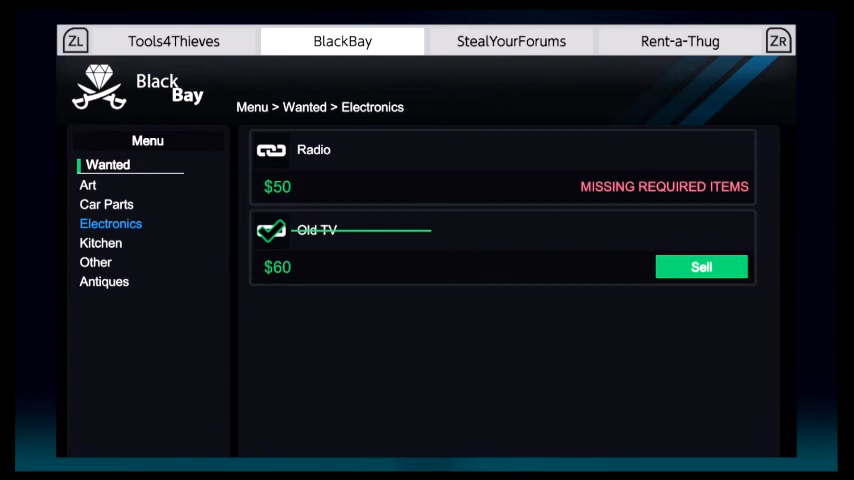 ZL Tools4Thieves BlackBay StealYourForums Rent-a-Thug ZR
Black
Bay
Menu > Wanted > Electronics
Menu
Wanted
Art
Car Parts
Electronics
Kitchen
Other
Antiques
Radio
$50 MISSING REQUIRED ITEMS
Old TV
$60 Sell